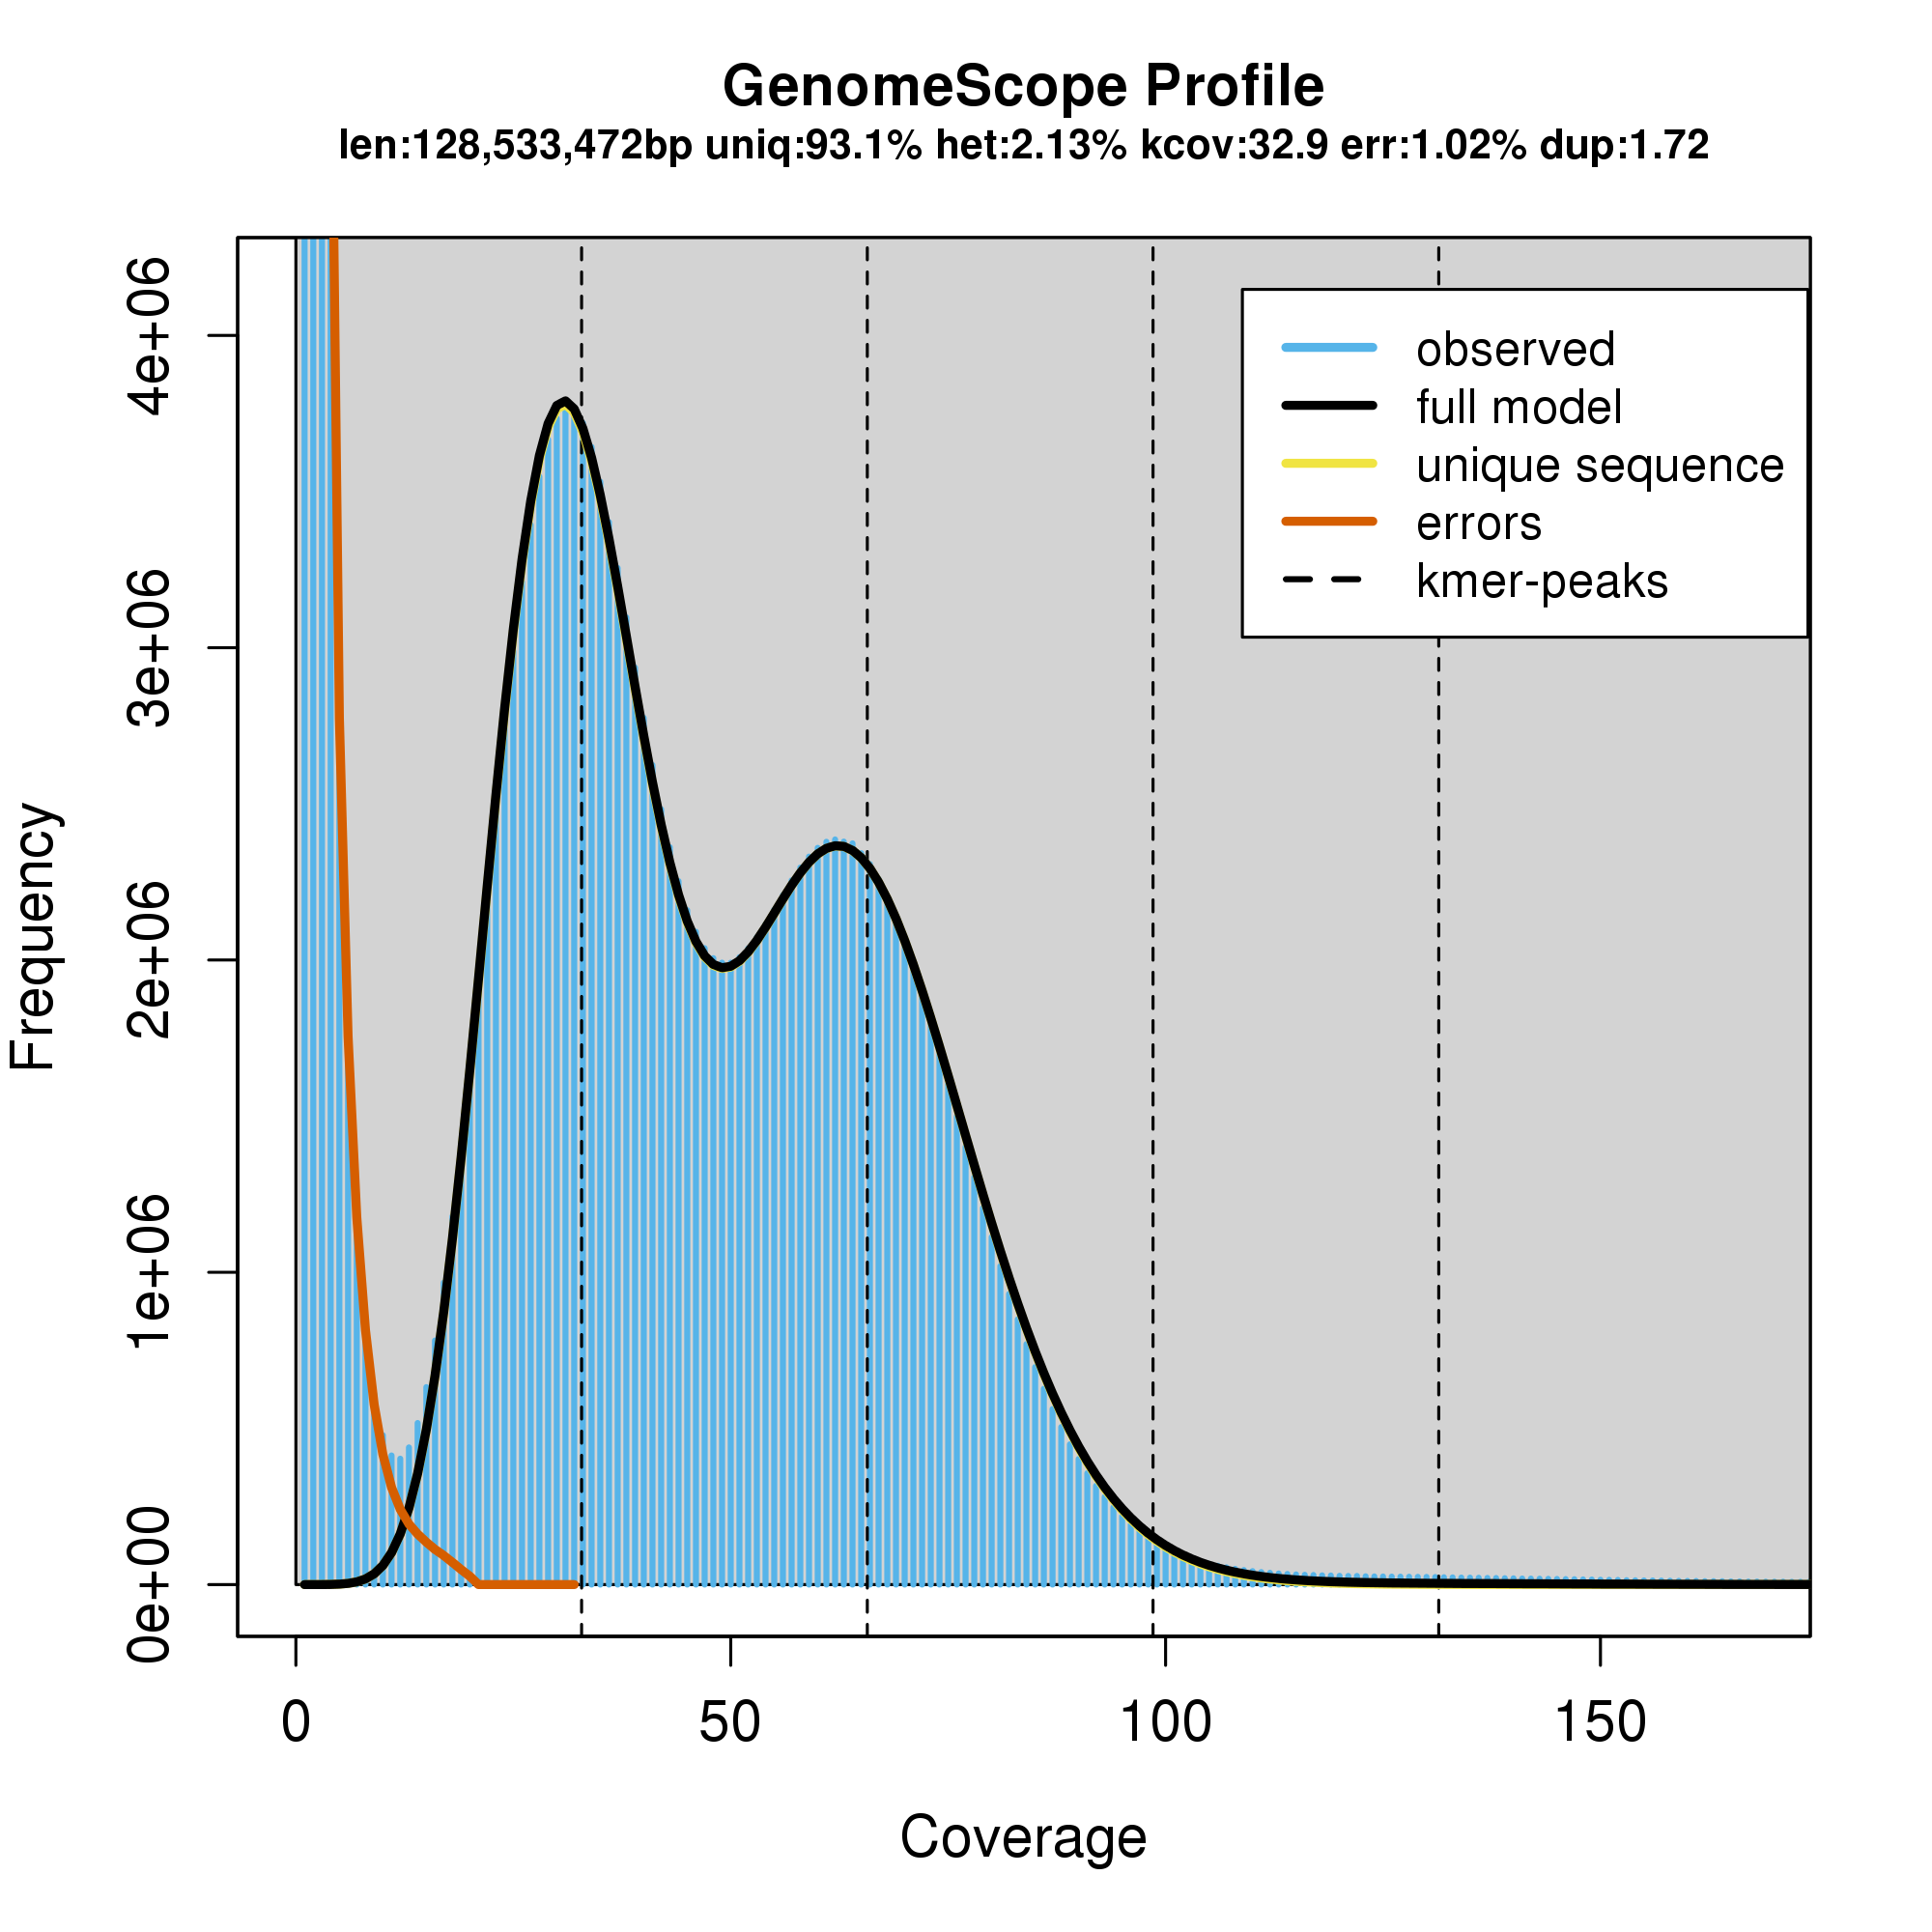 GenomeScope Profile
len:128,533,472bp uniq:93.1% het:2.13% kcov:32.9 err:1.02% dup:1.72
observed
full model
unique sequence
errors
kmer-peaks
Frequency
4e+06
3e+06
2e+06
1e+06
0e+00
0
50
100
150
Coverage